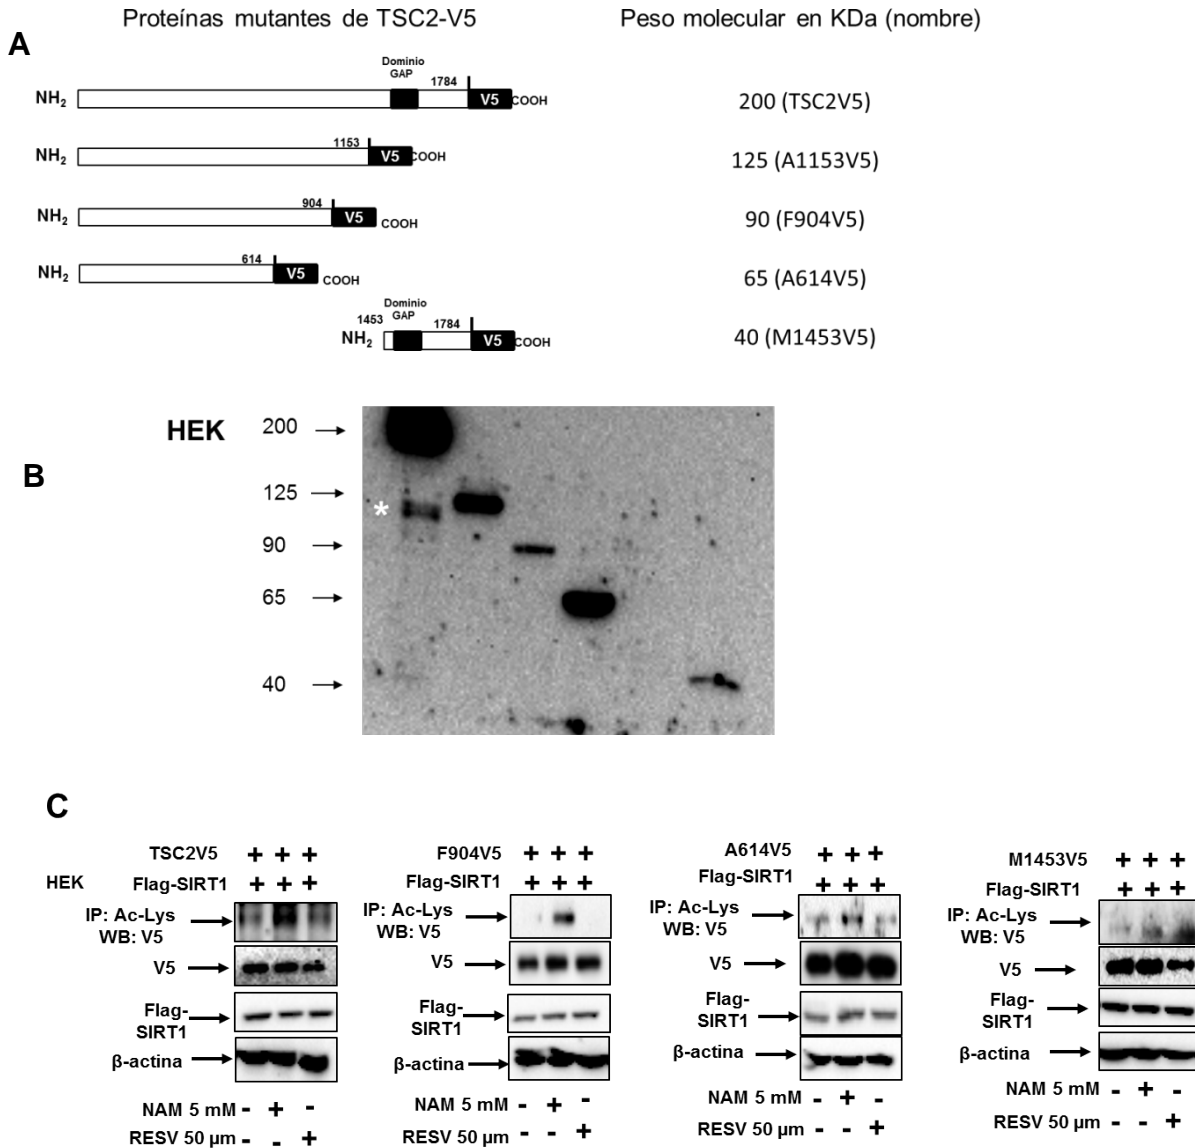 Proteínas mutantes de TSC2-V5 Peso molecular en KDa (nombre)
A
Dominio
GAP
1784
NH2 V5 COOH 200 (TSC2V5)
1153
NH2 V5 COOH 125 (A1153V5)
904
NH2 V5 COOH 90 (F904V5)
614
NH2 V5 COOH 65 (A614V5)
Dominio
GAP
1453 1784
NH2 V5 COOH 40 (M1453V5)
B
HEK 200
125
*
90
65
40
C
HEK
TSC2V5 + + +
Flag-SIRT1 + + +
IP: Ac-Lys
WB: V5
V5
Flag-
SIRT1
β-actina
NAM 5 mM - + -
RESV 50 µm - - +
F904V5 + + +
Flag-SIRT1 + + +
IP: Ac-Lys
WB: V5
V5
Flag-
SIRT1
β-actina
NAM 5 mM - + -
RESV 50 µm - - +
A614V5 + + +
Flag-SIRT1 + + +
IP: Ac-Lys
WB: V5
V5
Flag-
SIRT1
β-actina
NAM 5 mM - + -
RESV 50 µm - - +
M1453V5 + + +
Flag-SIRT1 + + +
IP: Ac-Lys
WB: V5
V5
Flag-
SIRT1
β-actina
NAM 5 mM - + -
RESV 50 µm - - +